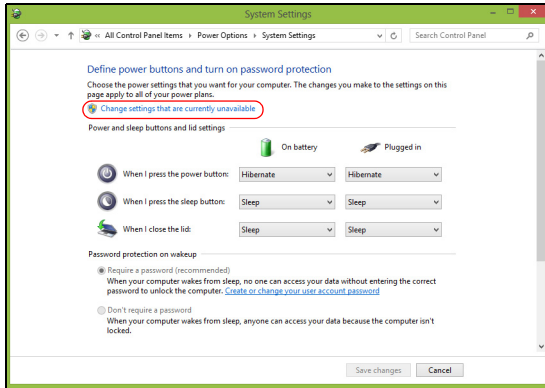 System Settings
« All Control Panel Items › Power Options › System Settings
Search Control Panel
Define power buttons and turn on password protection
Choose the power settings that you want for your computer. The changes you make to the settings on this
page apply to all of your power plans.
Change settings that are currently unavailable
Power and sleep buttons and lid settings
On battery Plugged in
When I press the power button: Hibernate Hibernate
When I press the sleep button: Sleep Sleep
When I close the lid: Sleep Sleep
Password protection on wakeup
Require a password (recommended)
When your computer wakes from sleep, no one can access your data without entering the correct
password to unlock the computer. Create or change your user account password
Don't require a password
When your computer wakes from sleep, anyone can access your data because the computer isn't
locked.
Save changes Cancel